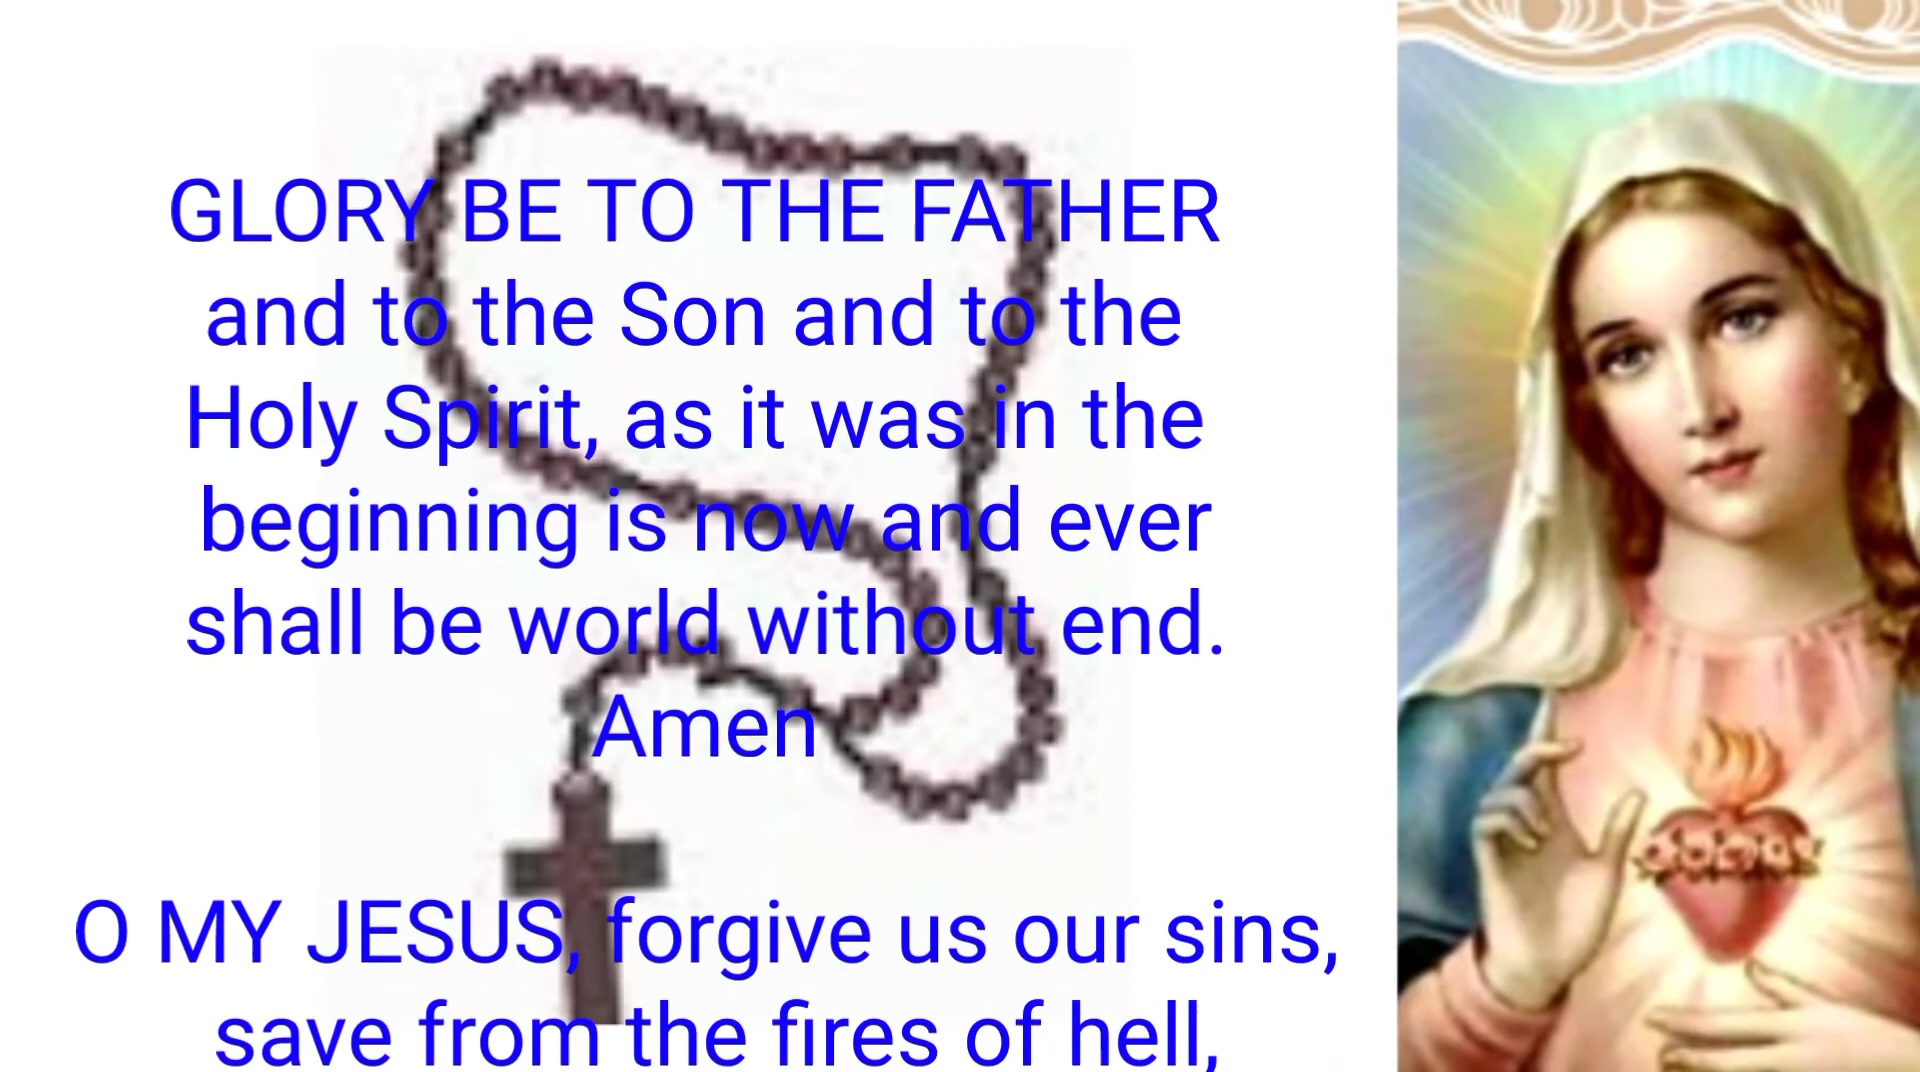 GLORY BE TO THE FATHER
and to the Son and to the
Holy Spirit, as it was in the
beginning is now and ever
shall be world without end.
Amen
O MY JESUS, forgive us our sins,
save from the fires of hell,